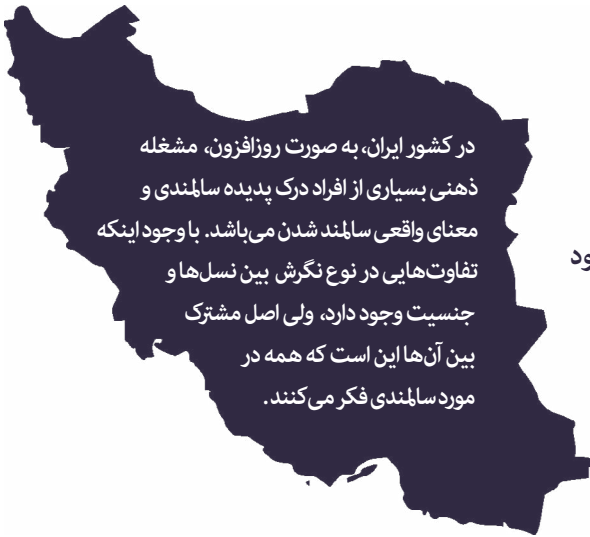 در کشور ایران، به صورت روزافزون، مشغله
ذهنی بسیاری از افراد درک پدیده سالمندی و
معنای واقعی سالمند شدن می‌باشد. با وجود اینکه
تفاوت‌هایی در نوع نگرش بین نسل‌ها و
جنسیت وجود دارد، ولی اصل مشترک
بین آن‌ها این است که همه در
مورد سالمندی فکر می‌کنند.